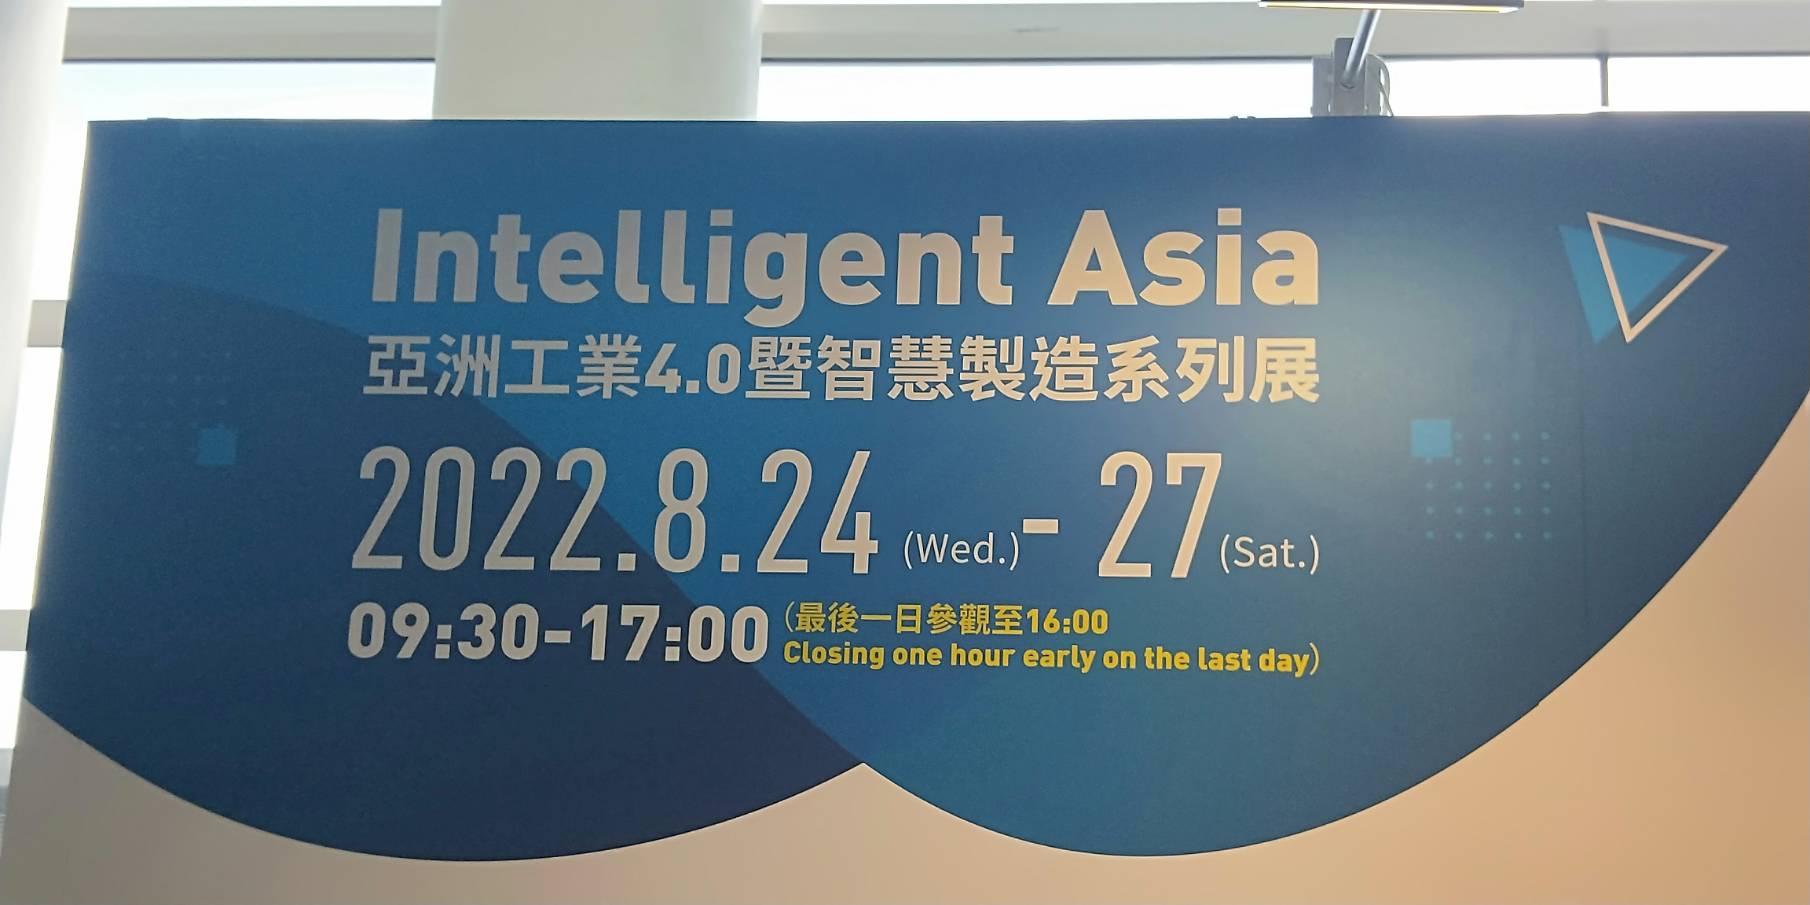 Intelligent Asia
亞洲工業4.0暨智慧製造系列展
2022.8.24 (Wed.) - 27 (Sat.)
09:30-17:00 (最後一日參觀至16:00
Closing one hour early on the last day)